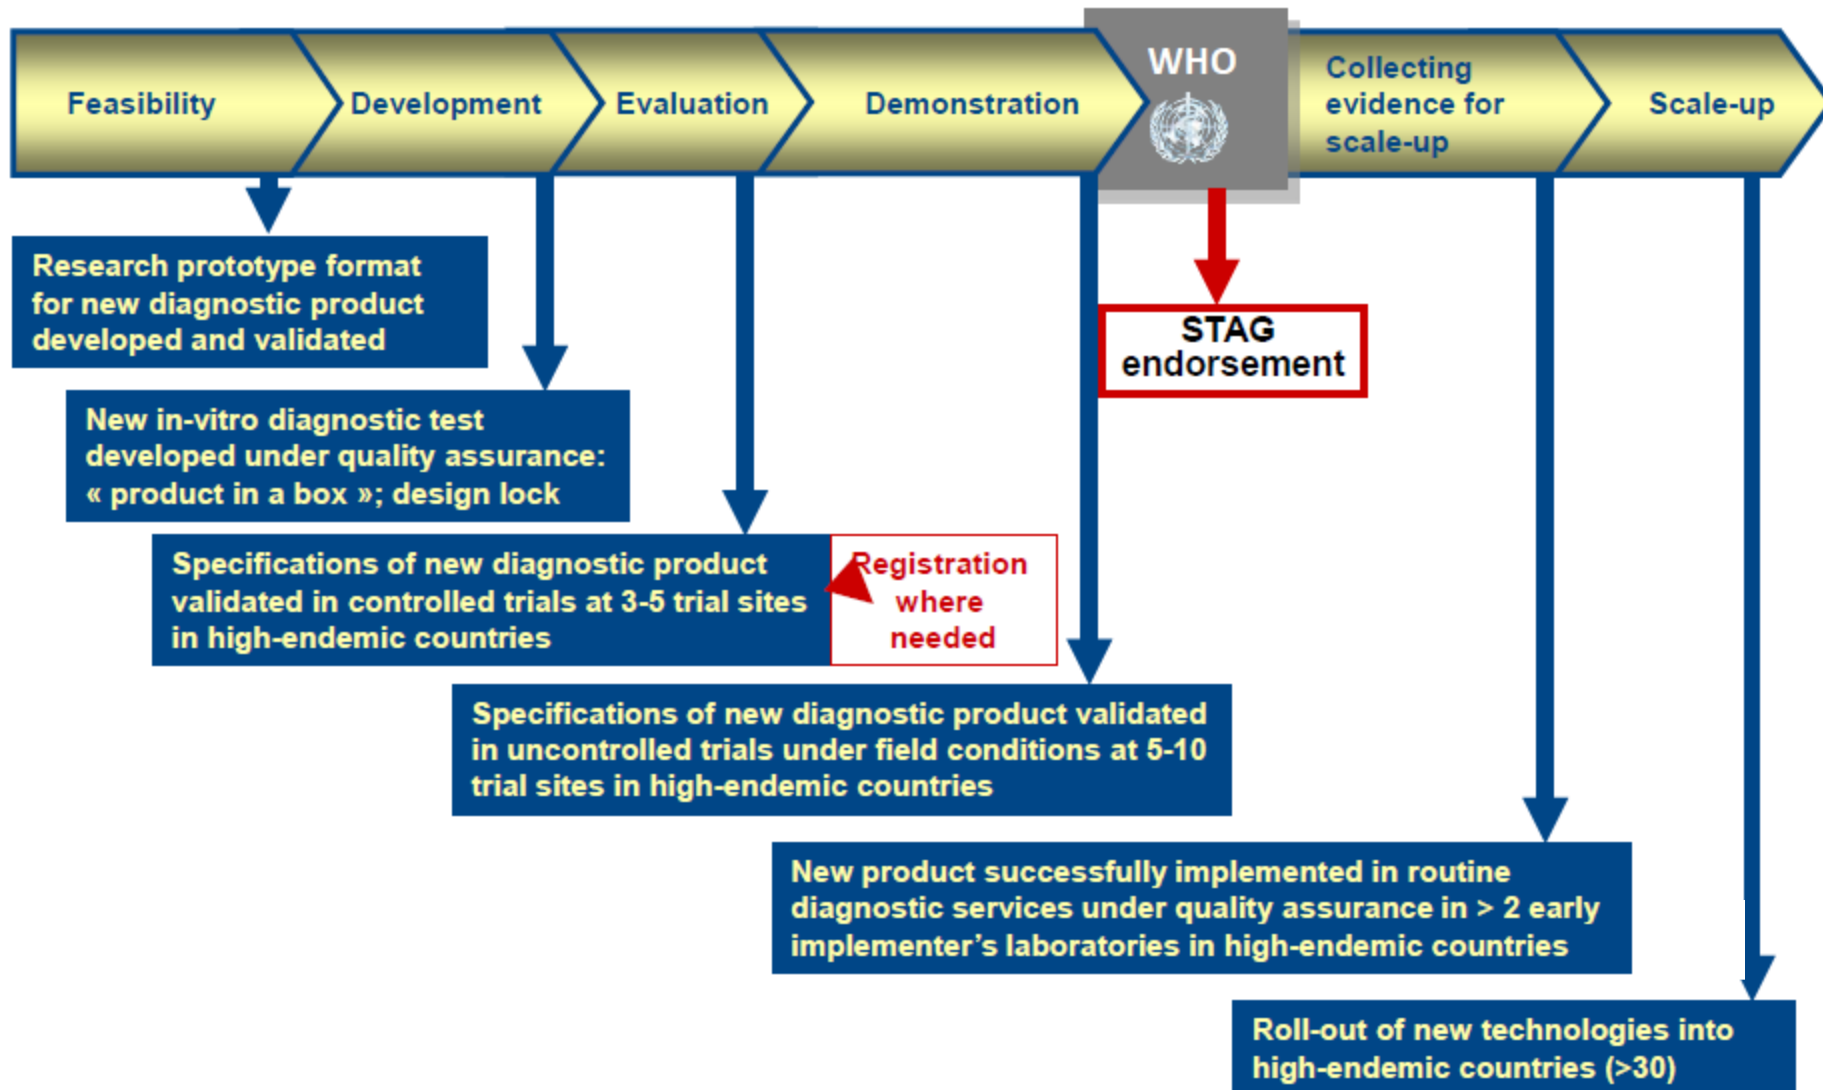 Feasibility
Development
Evaluation
Demonstration
WHO
Collecting
evidence for
scale-up
Scale-up
Research prototype format
for new diagnostic product
developed and validated
STAG
endorsement
New in-vitro diagnostic test
developed under quality assurance:
« product in a box »; design lock
Specifications of new diagnostic product
validated in controlled trials at 3-5 trial sites
in high-endemic countries
Registration
where
needed
Specifications of new diagnostic product validated
in uncontrolled trials under field conditions at 5-10
trial sites in high-endemic countries
New product successfully implemented in routine
diagnostic services under quality assurance in > 2 early
implementer’s laboratories in high-endemic countries
Roll-out of new technologies into
high-endemic countries (>30)